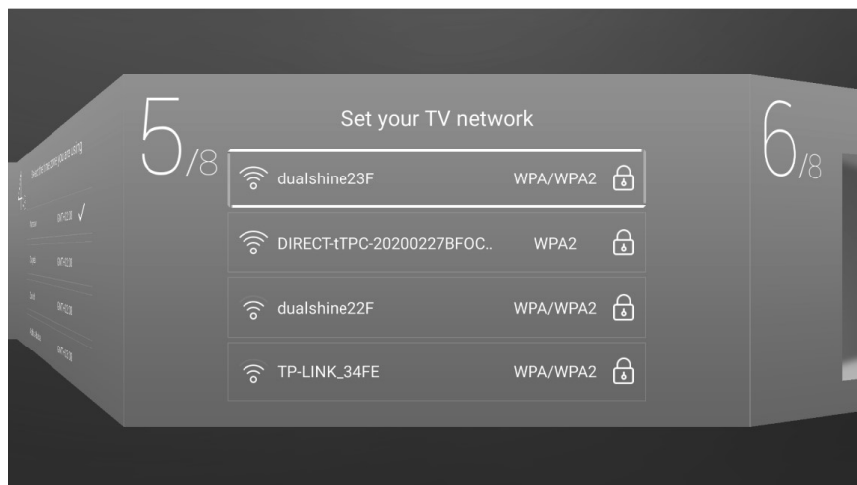 5/8
Set your TV network
dualshine23F WPA/WPA2
DIRECT-tTPC-20200227BFOC.. WPA2
dualshine22F WPA/WPA2
TP-LINK_34FE WPA/WPA2
6/8